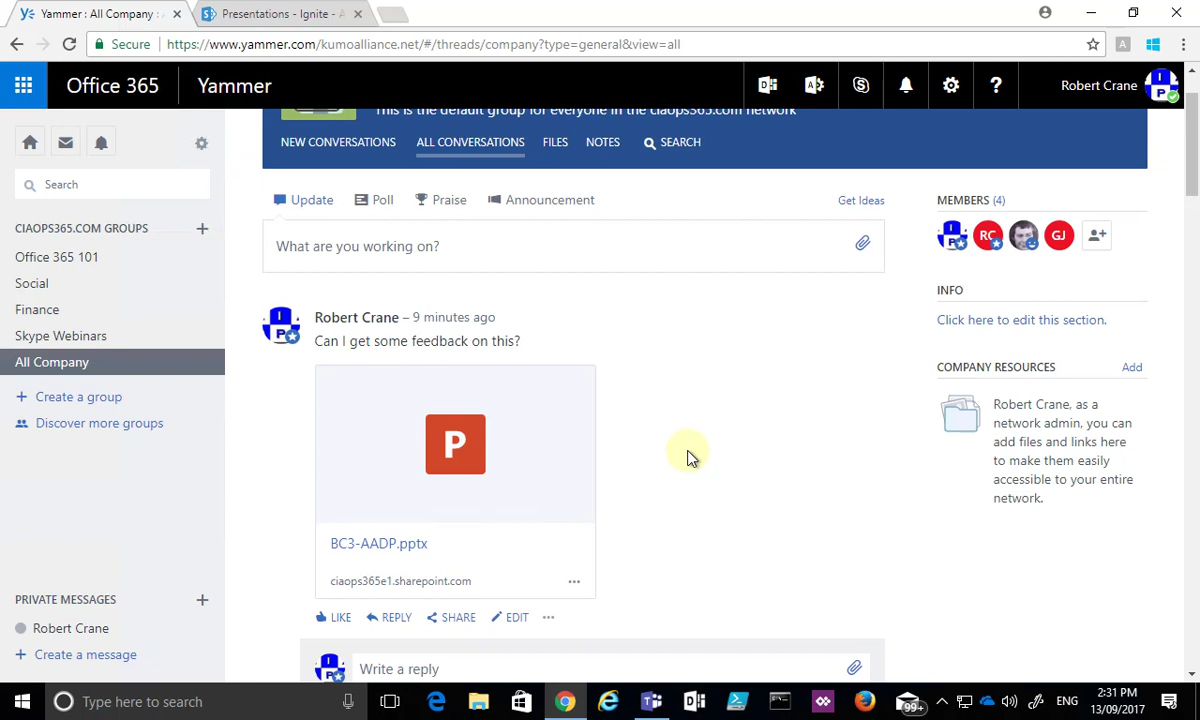 Yammer : All Company :
Presentations - Ignite - A
Secure
https://www.yammer.com/kumoalliance.net/#/threads/company?type=general&view=all
Office 365
Yammer
Robert Crane
This is the default group for everyone in the ciaops365.com network
NEW CONVERSATIONS
ALL CONVERSATIONS
FILES
NOTES
SEARCH
Search
CIAOPS365.COM GROUPS
Office 365 101
Social
Finance
Skype Webinars
All Company
Create a group
Discover more groups
PRIVATE MESSAGES
Robert Crane
Create a message
Update
Poll
Praise
Announcement
Get Ideas
What are you working on?
Robert Crane – 9 minutes ago
Can I get some feedback on this?
P
BC3-AADP.pptx
ciaops365e1.sharepoint.com
LIKE
REPLY
SHARE
EDIT
Write a reply
MEMBERS (4)
RC
GJ
INFO
Click here to edit this section.
COMPANY RESOURCES
Add
Robert Crane, as a
network admin, you can
add files and links here
to make them easily
accessible to your entire
network.
Type here to search
99+
ENG
2:31 PM
13/09/2017